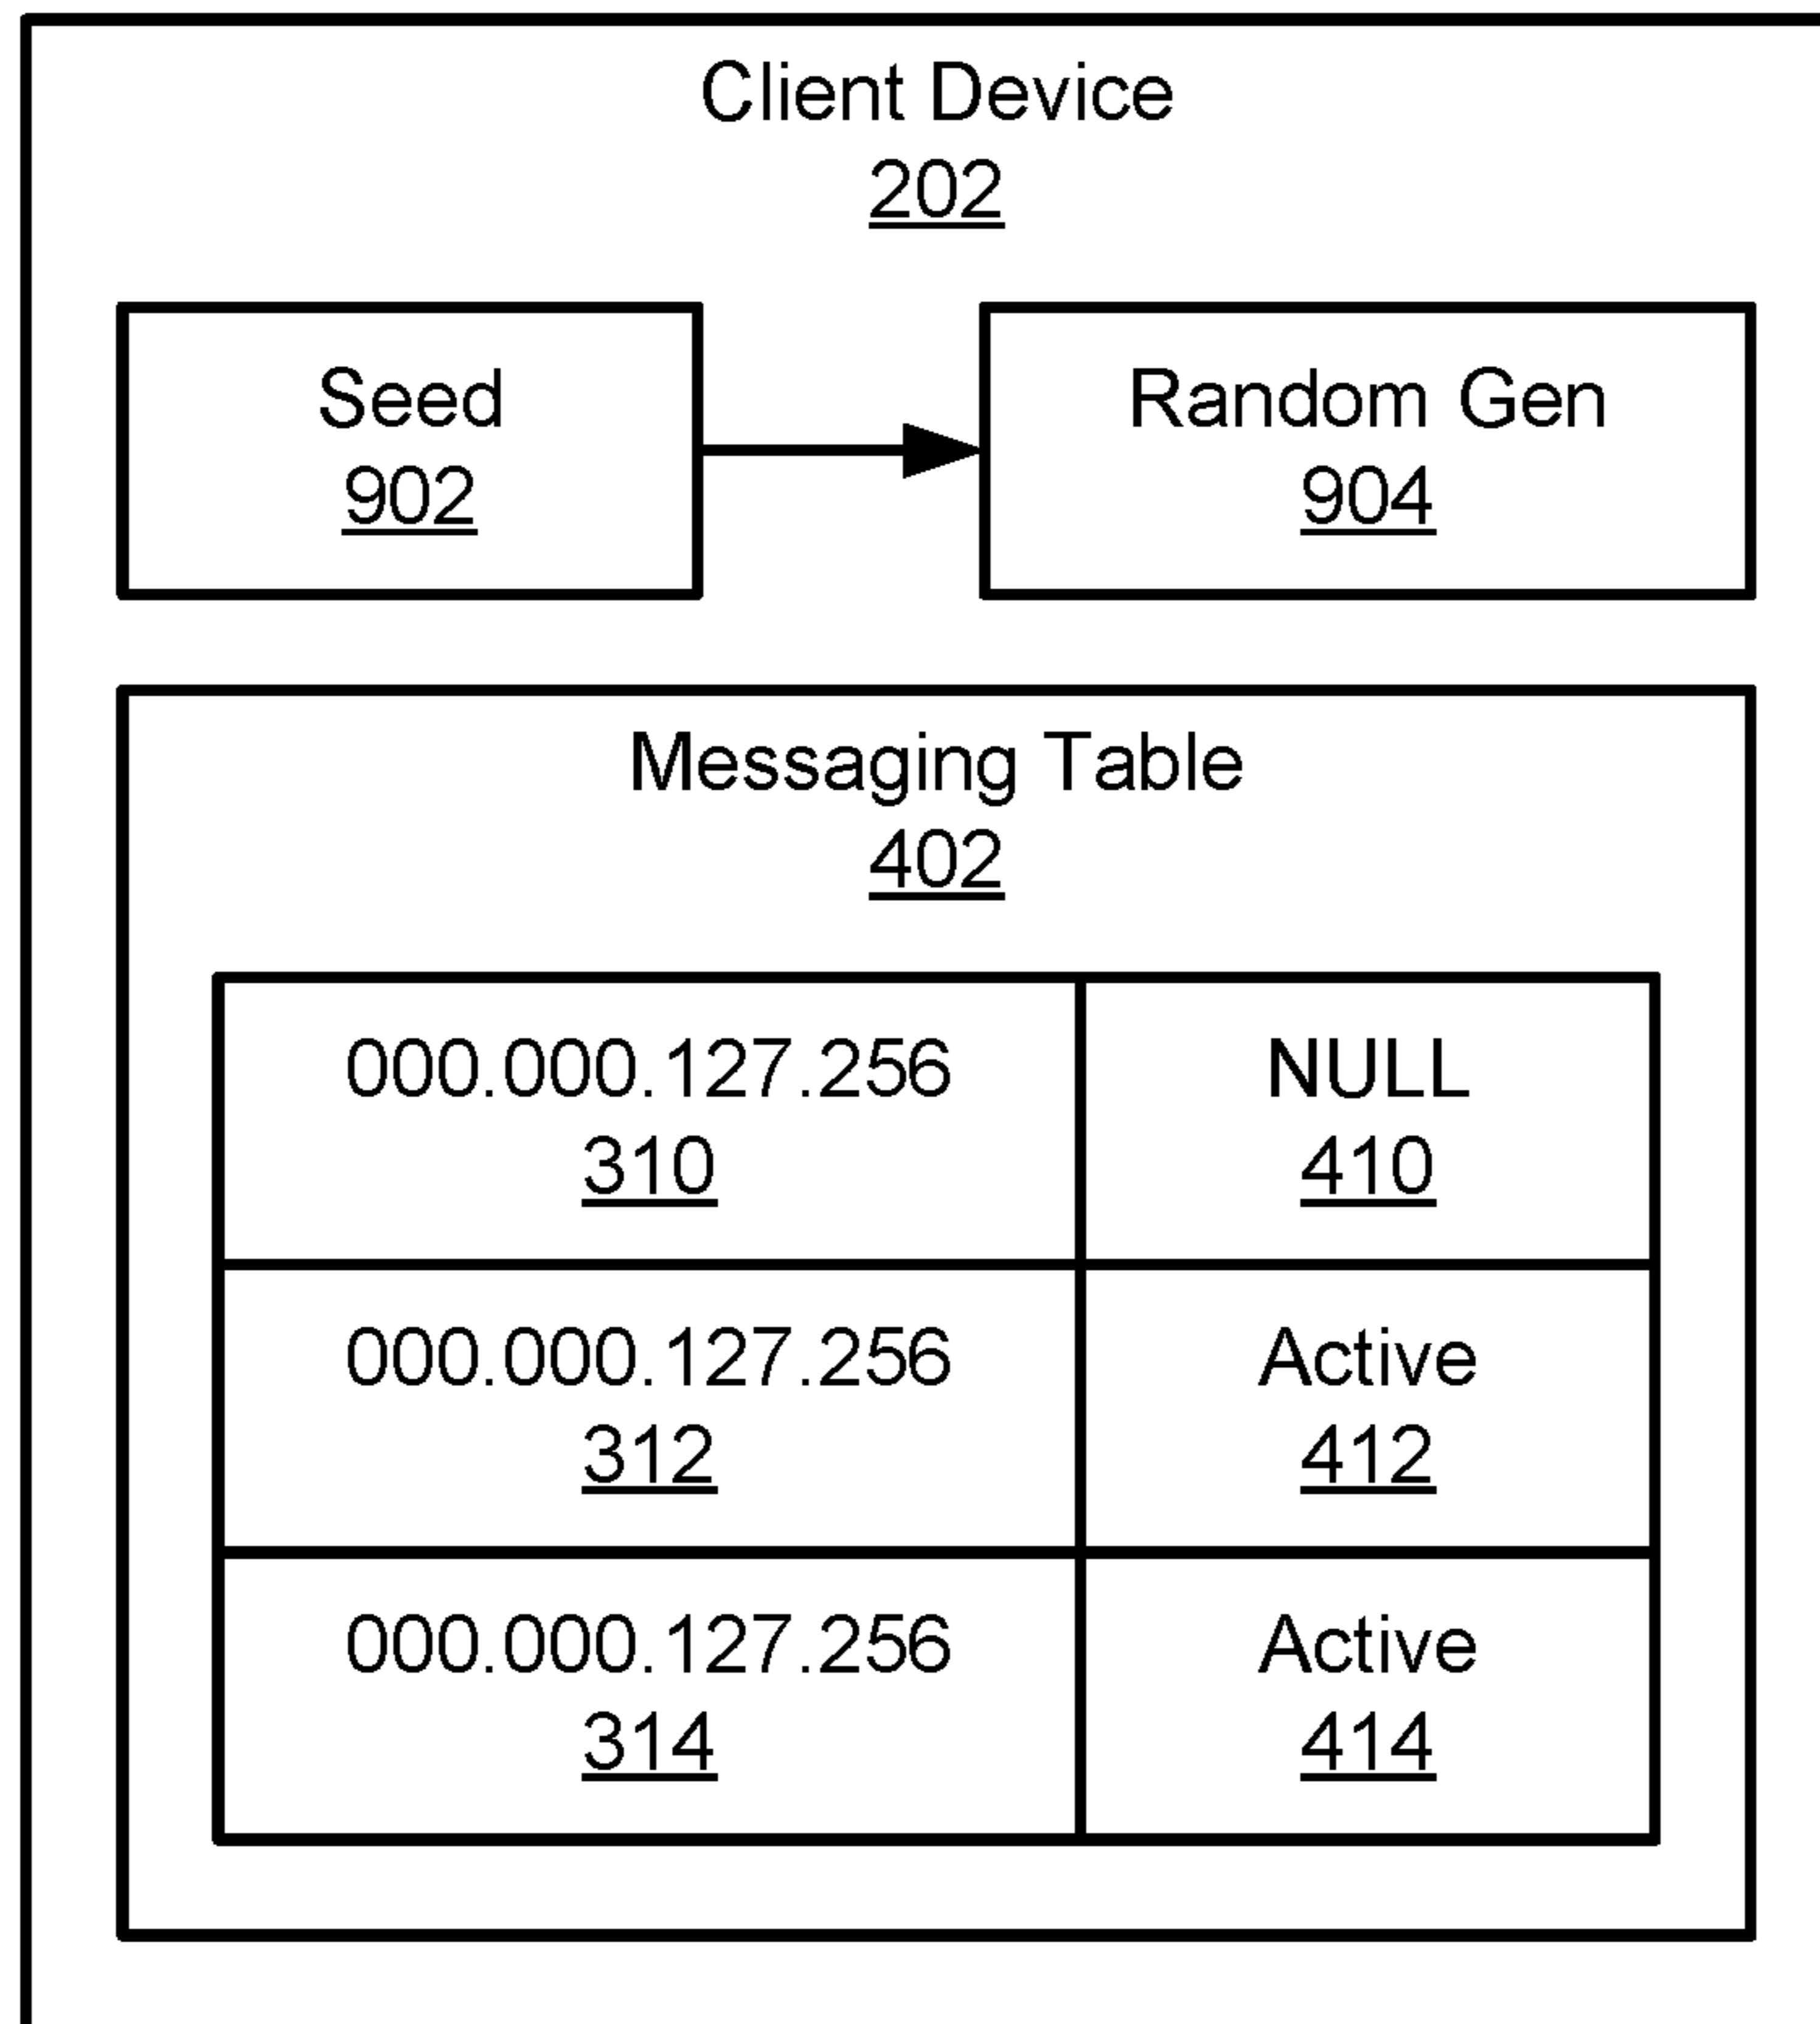 Client Device
202
Seed
902
Random Gen
904
Messaging Table
402
000.000.127.256
310
NULL
410
000.000.127.256
312
Active
412
000.000.127.256
314
Active
414